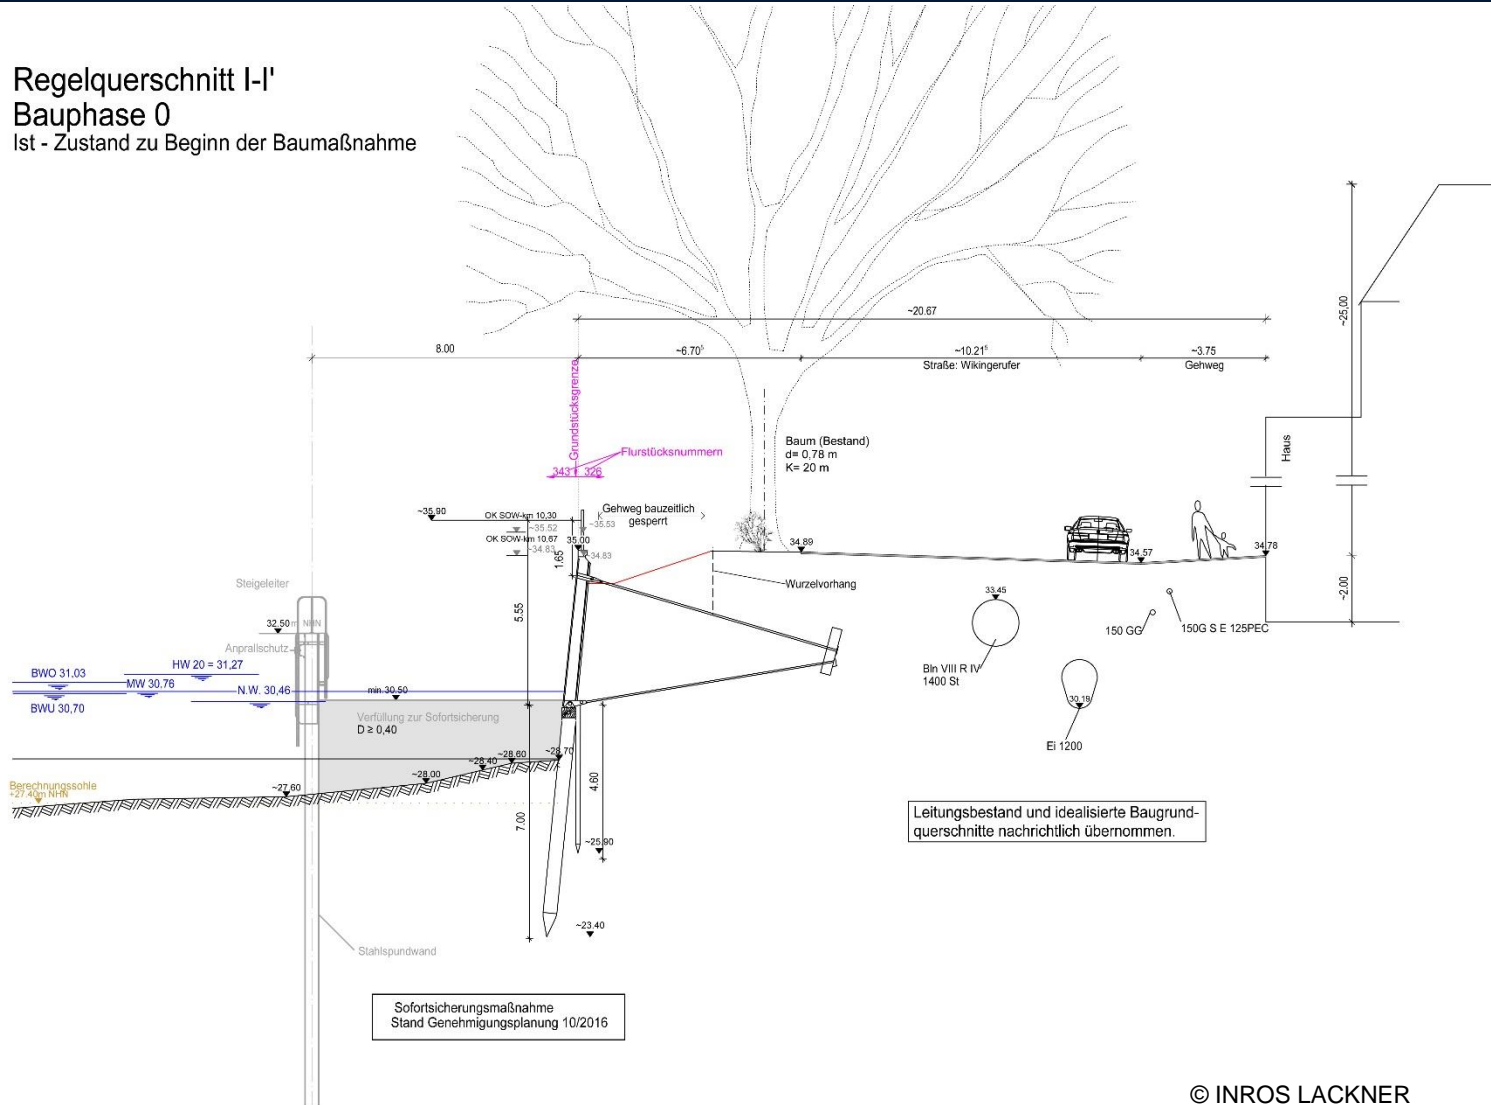 Regelquerschnitt I-I'
Bauphase 0
Ist - Zustand zu Beginn der Baumaßnahme
~20.67
8.00
~6.70⁵
~10.21⁵
~3.75
Straße: Wikingerufer
Gehweg
~25,00
Grundstücksgrenze
Flurstücksnummern
343
326
Baum (Bestand)
d= 0,78 m
K= 20 m
Haus
~35.90
OK SOW-km 10,30
~35.52
~35.53
Gehweg bauzeitlich
gesperrt
OK SOW-km 10,67
35.00
~34.83
34.83
1.65
34.89
34.57
34.78
Wurzelvorhang
~2.00
Steigeleiter
32.50 m NHN
Anprallschutz
5.55
33.45
150 GG
150G S E 125PEC
Bln VIII R IV
1400 St
BWO 31,03
HW 20 = 31,27
MW 30.76
N.W. 30,46
BWU 30,70
min. 30.50
Verfüllung zur Sofortsicherung
D ≥ 0,40
30.19
Ei 1200
~28.70
~28.60
~28.40
~28.00
~27.60
Berechnungssohle
+27.40m NHN
4.60
7.00
~25.90
~23.40
Leitungsbestand und idealisierte Baugrund-
querschnitte nachrichtlich übernommen.
Stahlspundwand
Sofortsicherungsmaßnahme
Stand Genehmigungsplanung 10/2016
© INROS LACKNER